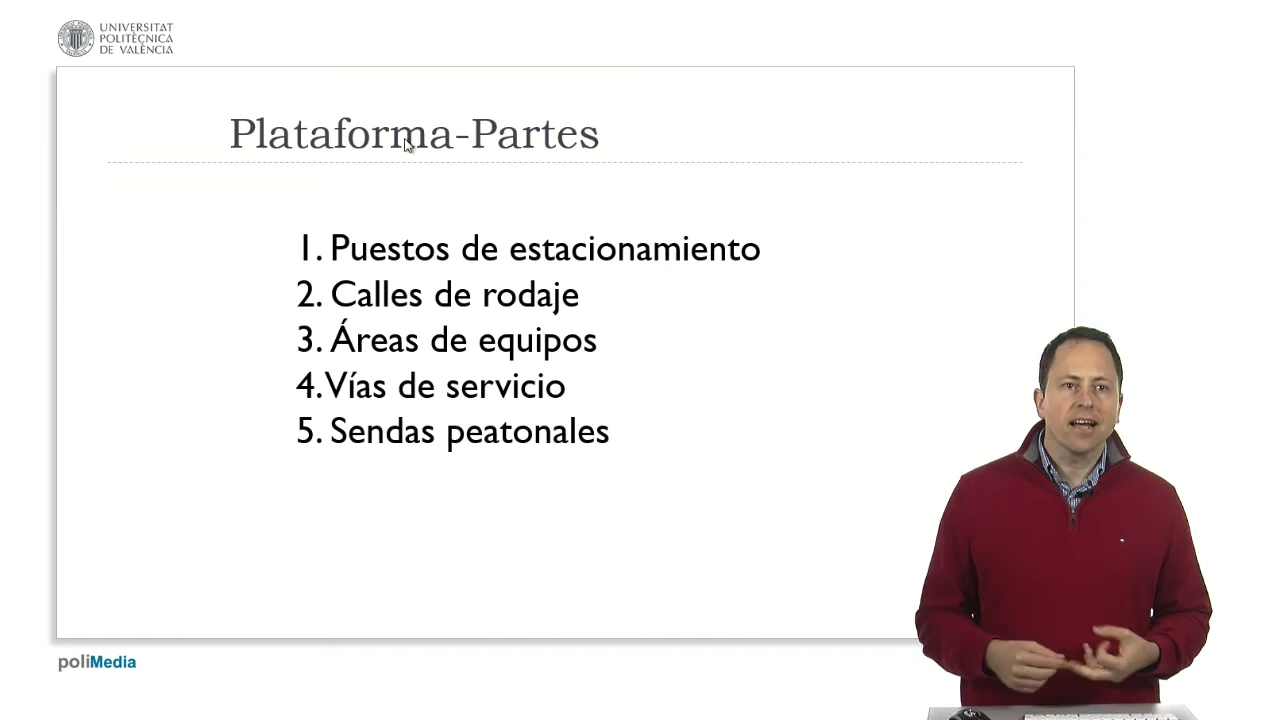 UNIVERSITAT
POLITÈCNICA
DE VALÈNCIA
Plataforma-Partes
1. Puestos de estacionamiento
2. Calles de rodaje
3. Áreas de equipos
4. Vías de servicio
5. Sendas peatonales
poliMedia